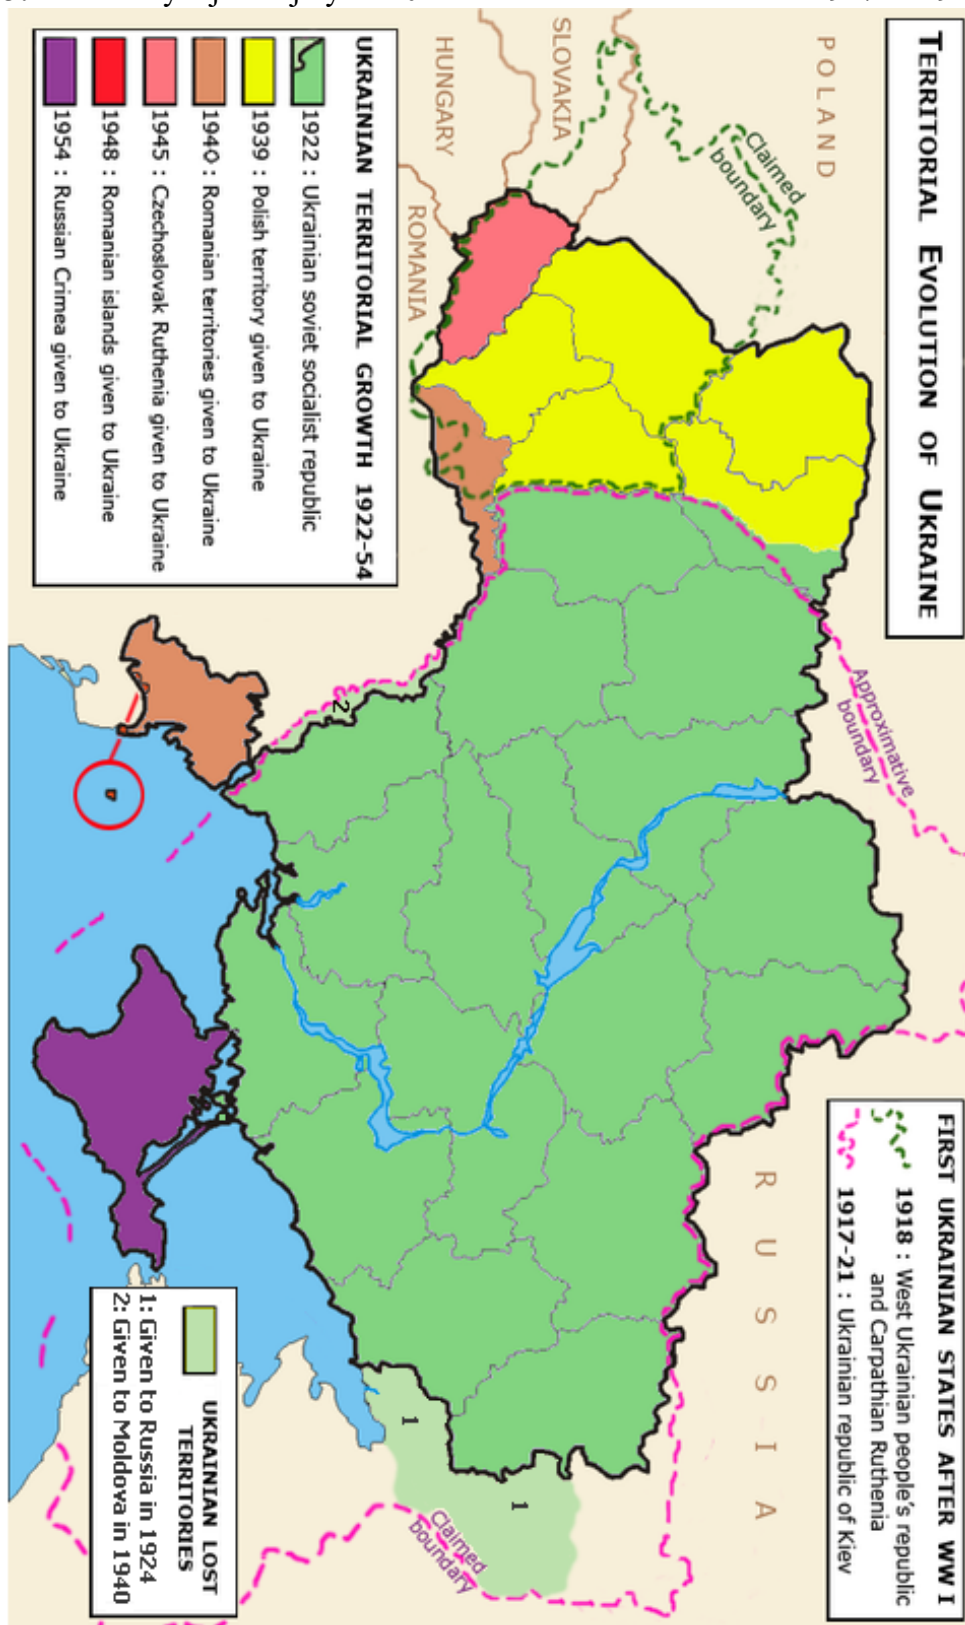 TERRITORIAL EVOLUTION OF UKRAINE
POLAND
SLOVAKIA
HUNGARY
ROMANIA
RUSSIA
Claimed
boundary
Approximative
boundary
UKRAINIAN TERRITORIAL GROWTH 1922-54
1922 : Ukrainian soviet socialist republic
1939 : Polish territory given to Ukraine
1940 : Romanian territories given to Ukraine
1945 : Czechoslovak Ruthenia given to Ukraine
1948 : Romanian islands given to Ukraine
1954 : Russian Crimea given to Ukraine
2
FIRST UKRAINIAN STATES AFTER WW I
1918 : West Ukrainian people's republic
and Carpathian Ruthenia
1917-21 : Ukrainian republic of Kiev
1
1
Claimed
boundary
UKRAINIAN LOST
TERRITORIES
1: Given to Russia in 1924
2: Given to Moldova in 1940